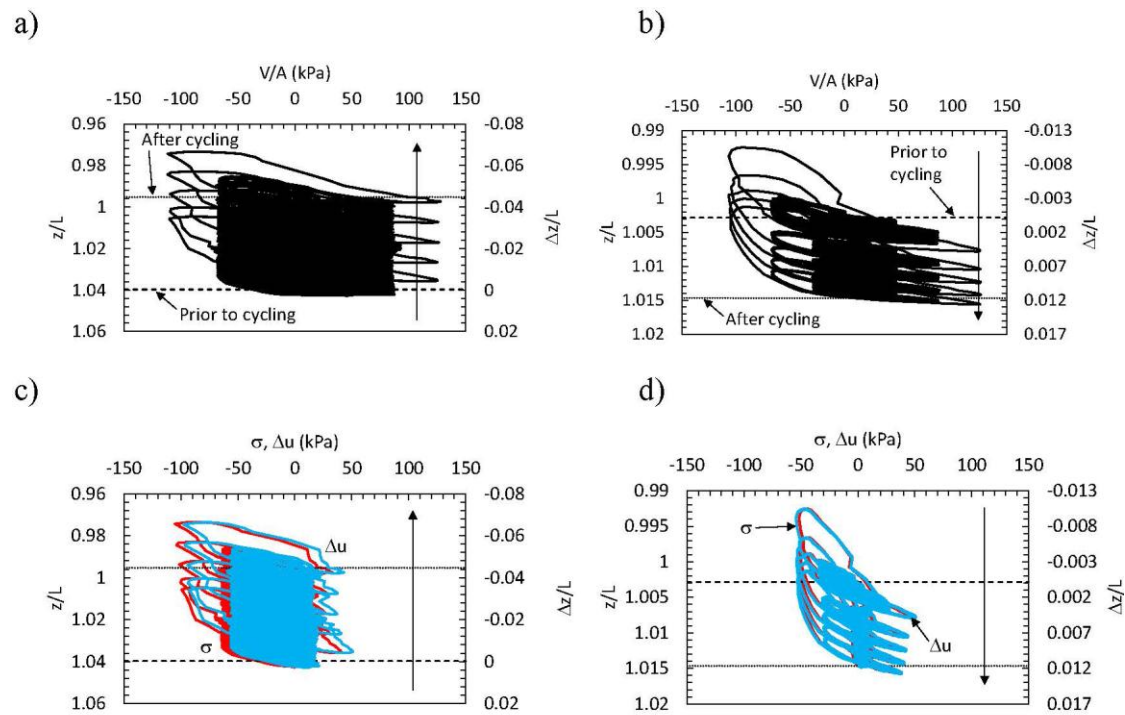 a)
V/A (kPa)
-150 -100 -50 0 50 100 150
0.96
0.98
1
1.02
1.04
1.06
z/L
After cycling
Prior to cycling
-0.08
-0.06
-0.04
-0.02
0
0.02
Δz/L
b)
V/A (kPa)
-150 -100 -50 0 50 100 150
0.99
0.995
1
1.005
1.01
1.015
1.02
z/L
Prior to
cycling
After cycling
-0.013
-0.008
-0.003
0.002
0.007
0.012
0.017
Δz/L
c)
σ, Δu (kPa)
-150 -100 -50 0 50 100 150
0.96
0.98
1
1.02
1.04
1.06
z/L
Δu
σ
-0.08
-0.06
-0.04
-0.02
0
0.02
Δz/L
d)
σ, Δu (kPa)
-150 -100 -50 0 50 100 150
0.99
0.995
1
1.005
1.01
1.015
1.02
z/L
σ
Δu
-0.013
-0.008
-0.003
0.002
0.007
0.012
0.017
Δz/L